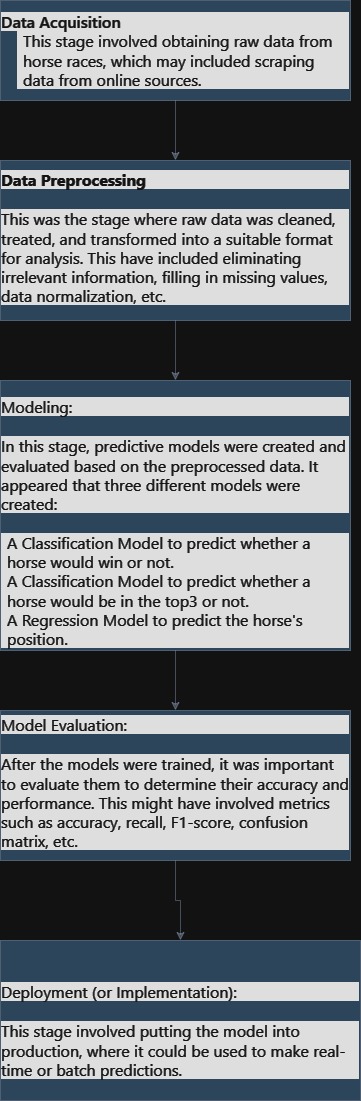 Data Acquisition
This stage involved obtaining raw data from
horse races, which may included scraping
data from online sources.
Data Preprocessing
This was the stage where raw data was cleaned,
treated, and transformed into a suitable format
for analysis. This have included eliminating
irrelevant information, filling in missing values,
data normalization, etc.
Modeling:
In this stage, predictive models were created and
evaluated based on the preprocessed data. It
appeared that three different models were
created:
A Classification Model to predict whether a
horse would win or not.
A Classification Model to predict whether a
horse would be in the top3 or not.
A Regression Model to predict the horse's
position.
Model Evaluation:
After the models were trained, it was important
to evaluate them to determine their accuracy and
performance. This might have involved metrics
such as accuracy, recall, F1-score, confusion
matrix, etc.
Deployment (or Implementation):
This stage involved putting the model into
production, where it could be used to make real-
time or batch predictions.